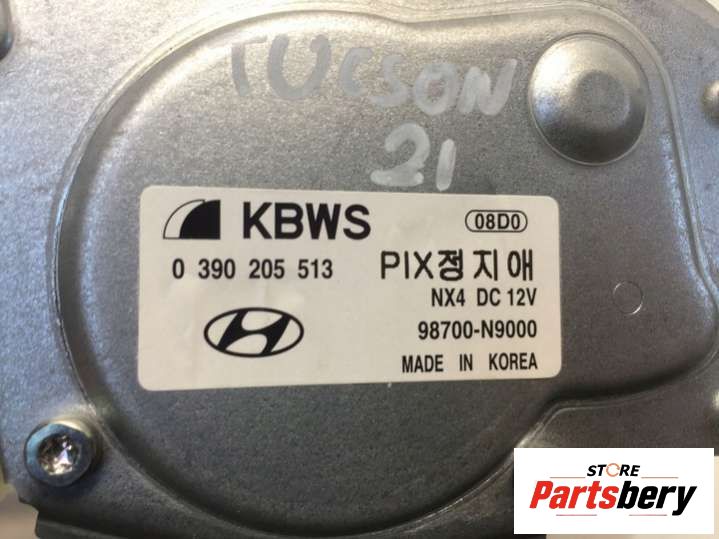 TUCSON
21
KBWS
08D0
0 390 205 513
PIX정지애
NX4 DC 12V
98700-N9000
MADE IN KOREA
STORE
Partsbery